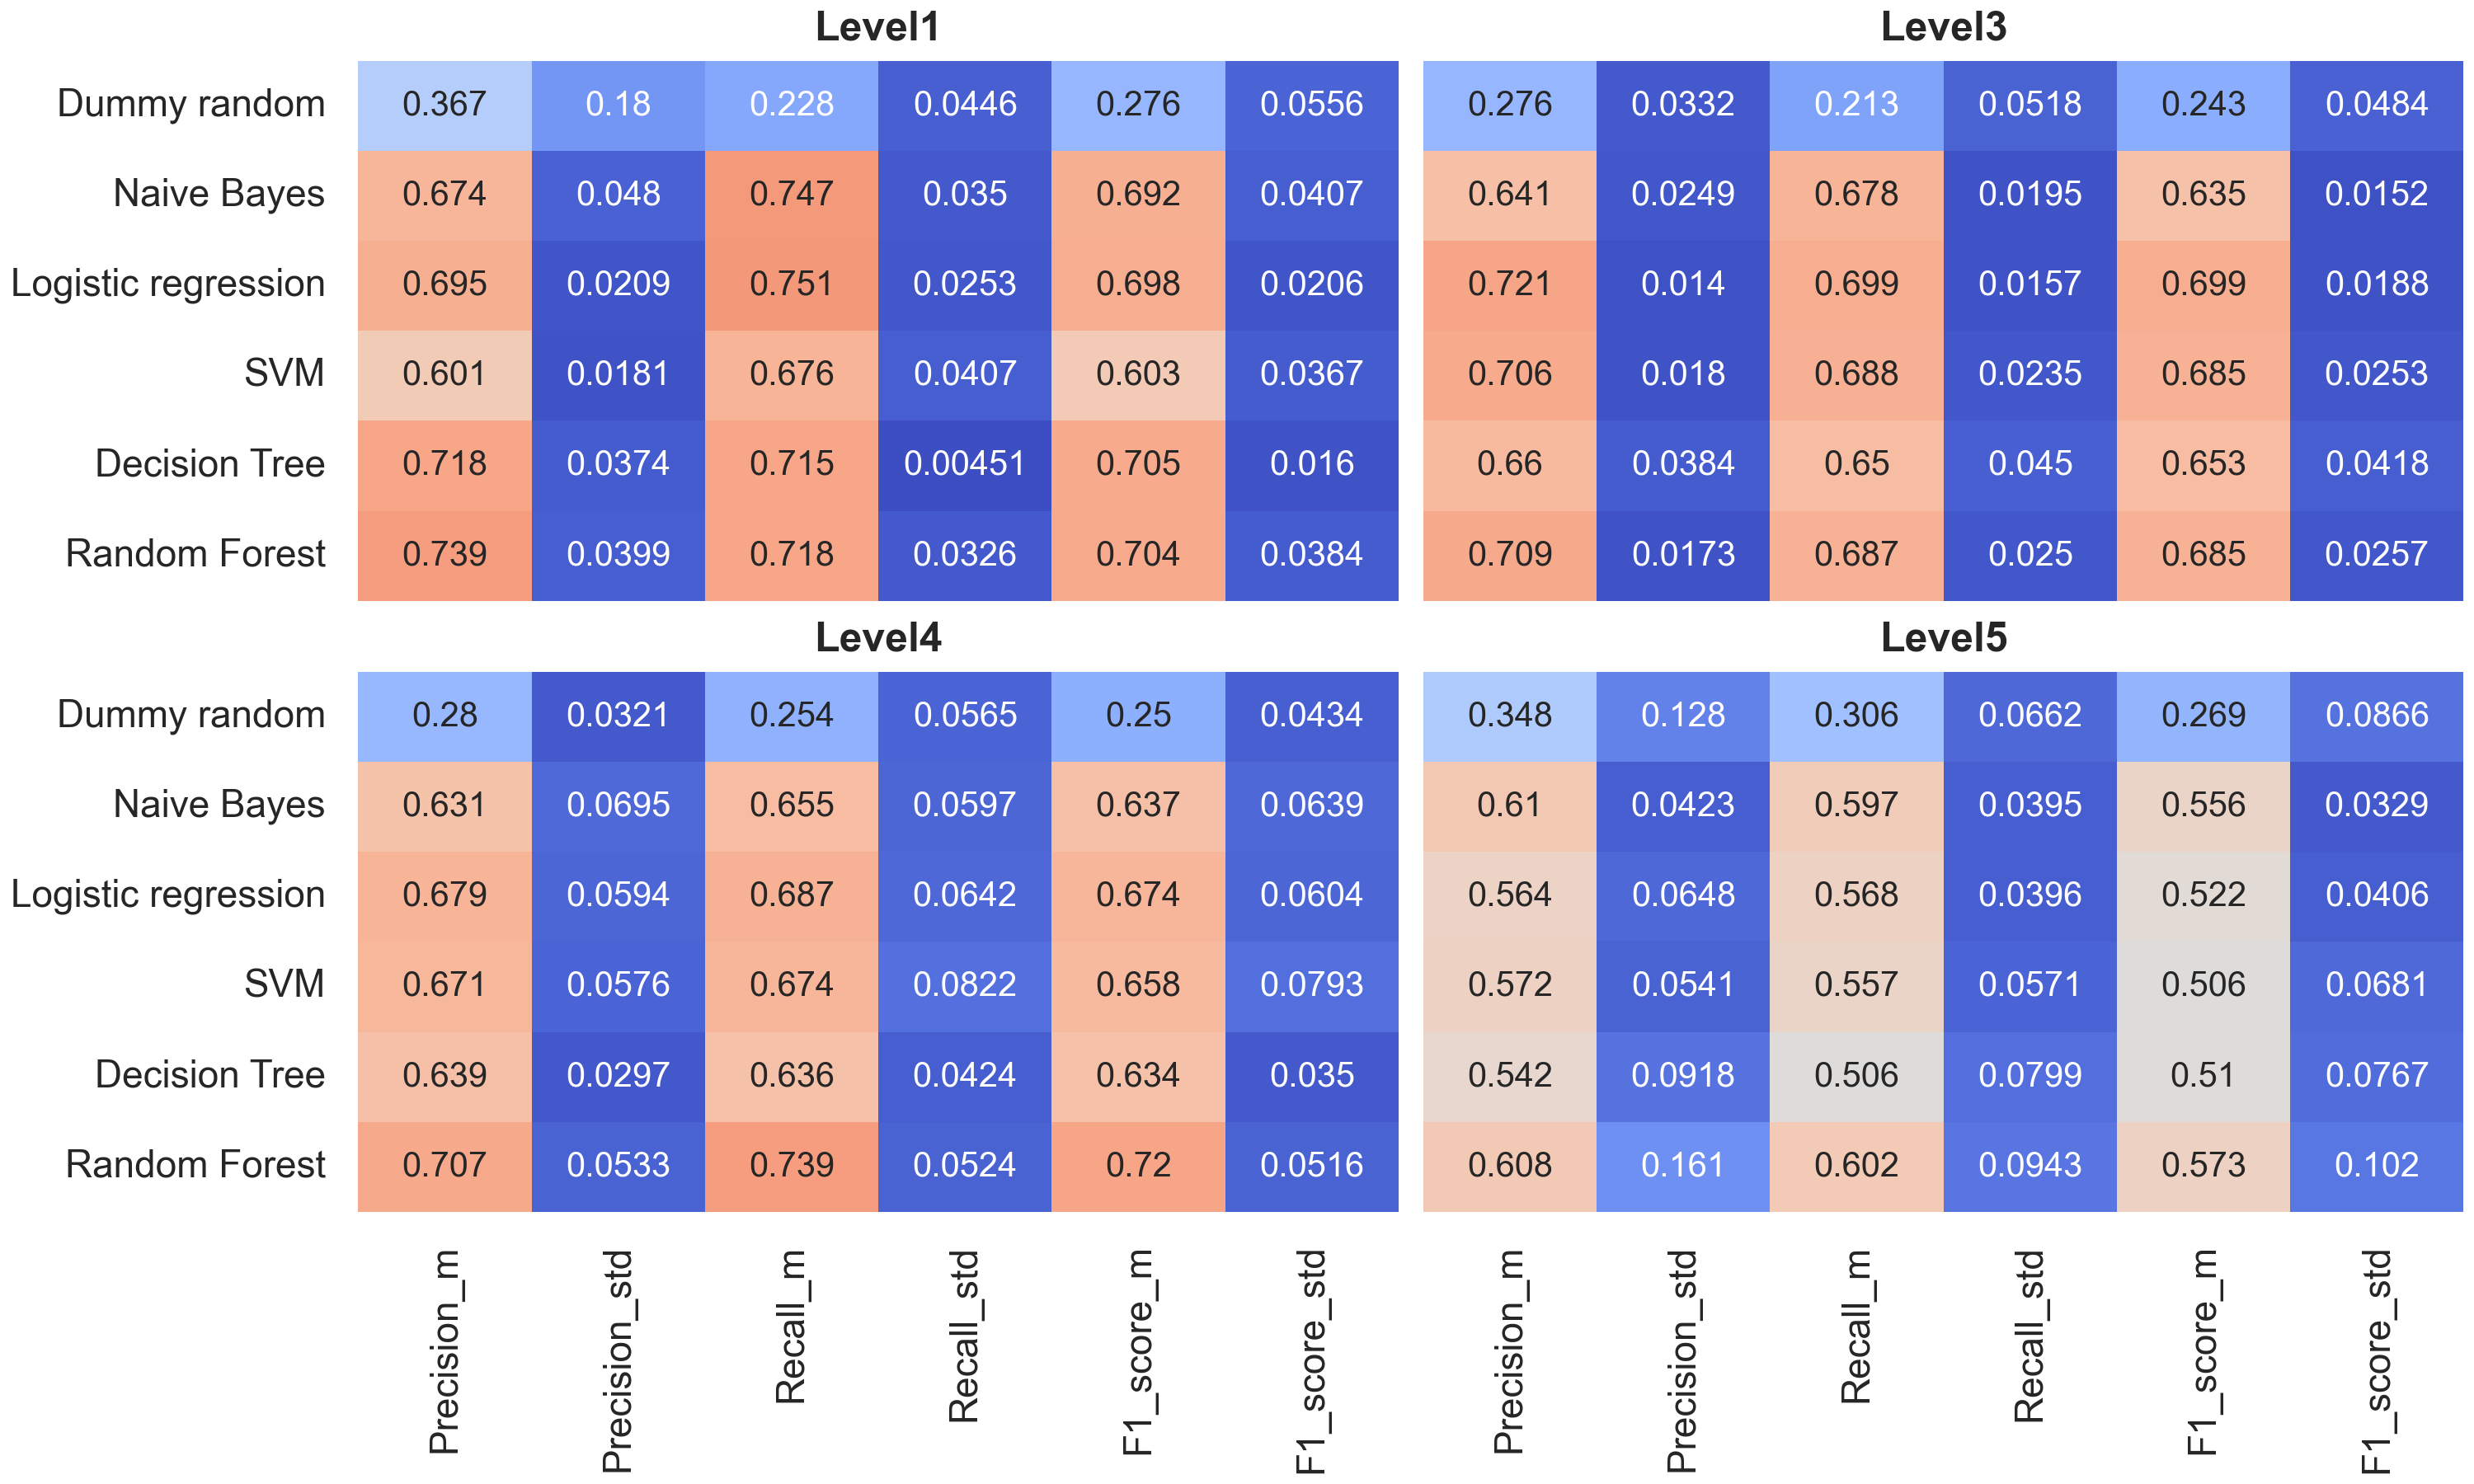 Level1 Level3
Dummy random 0.367 0.18 0.228 0.0446 0.276 0.0556 0.276 0.0332 0.213 0.0518 0.243 0.0484
Naive Bayes 0.674 0.048 0.747 0.035 0.692 0.0407 0.641 0.0249 0.678 0.0195 0.635 0.0152
Logistic regression 0.695 0.0209 0.751 0.0253 0.698 0.0206 0.721 0.014 0.699 0.0157 0.699 0.0188
SVM 0.601 0.0181 0.676 0.0407 0.603 0.0367 0.706 0.018 0.688 0.0235 0.685 0.0253
Decision Tree 0.718 0.0374 0.715 0.00451 0.705 0.016 0.66 0.0384 0.65 0.045 0.653 0.0418
Random Forest 0.739 0.0399 0.718 0.0326 0.704 0.0384 0.709 0.0173 0.687 0.025 0.685 0.0257
Level4 Level5
Dummy random 0.28 0.0321 0.254 0.0565 0.25 0.0434 0.348 0.128 0.306 0.0662 0.269 0.0866
Naive Bayes 0.631 0.0695 0.655 0.0597 0.637 0.0639 0.61 0.0423 0.597 0.0395 0.556 0.0329
Logistic regression 0.679 0.0594 0.687 0.0642 0.674 0.0604 0.564 0.0648 0.568 0.0396 0.522 0.0406
SVM 0.671 0.0576 0.674 0.0822 0.658 0.0793 0.572 0.0541 0.557 0.0571 0.506 0.0681
Decision Tree 0.639 0.0297 0.636 0.0424 0.634 0.035 0.542 0.0918 0.506 0.0799 0.51 0.0767
Random Forest 0.707 0.0533 0.739 0.0524 0.72 0.0516 0.608 0.161 0.602 0.0943 0.573 0.102
Precision_m Precision_std Recall_m Recall_std F1_score_m F1_score_std Precision_m Precision_std Recall_m Recall_std F1_score_m F1_score_std